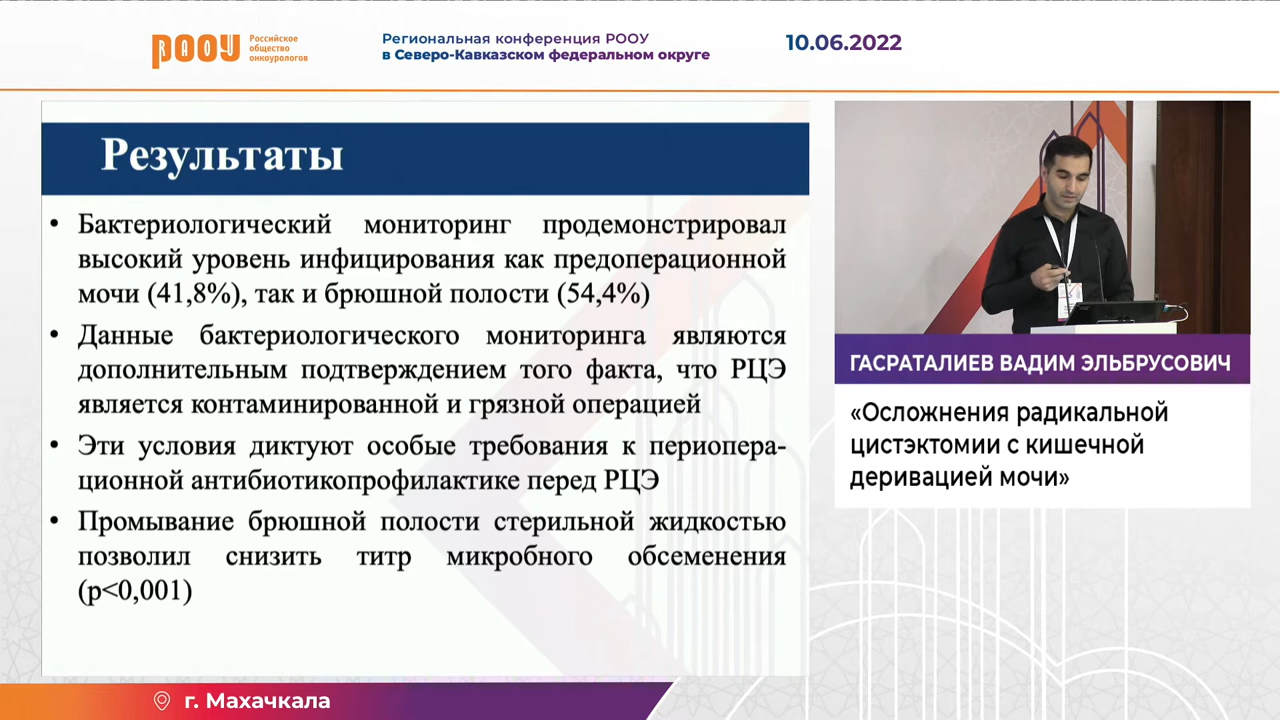 РООУ
Российское
общество
онкоурологов
Региональная конференция РООУ
в Северо-Кавказском федеральном округе
10.06.2022
Результаты
• Бактериологический мониторинг продемонстрировал
высокий уровень инфицирования как предоперационной
мочи (41,8%), так и брюшной полости (54,4%)
• Данные бактериологического мониторинга являются
дополнительным подтверждением того факта, что РЦЭ
является контаминированной и грязной операцией
• Эти условия диктуют особые требования к периопера-
ционной антибиотикопрофилактике перед РЦЭ
• Промывание брюшной полости стерильной жидкостью
позволил снизить титр микробного обсеменения
(p<0,001)
ГАСРАТАЛИЕВ ВАДИМ ЭЛЬБРУСОВИЧ
«Осложнения радикальной
цистэктомии с кишечной
деривацией мочи»
г. Махачкала